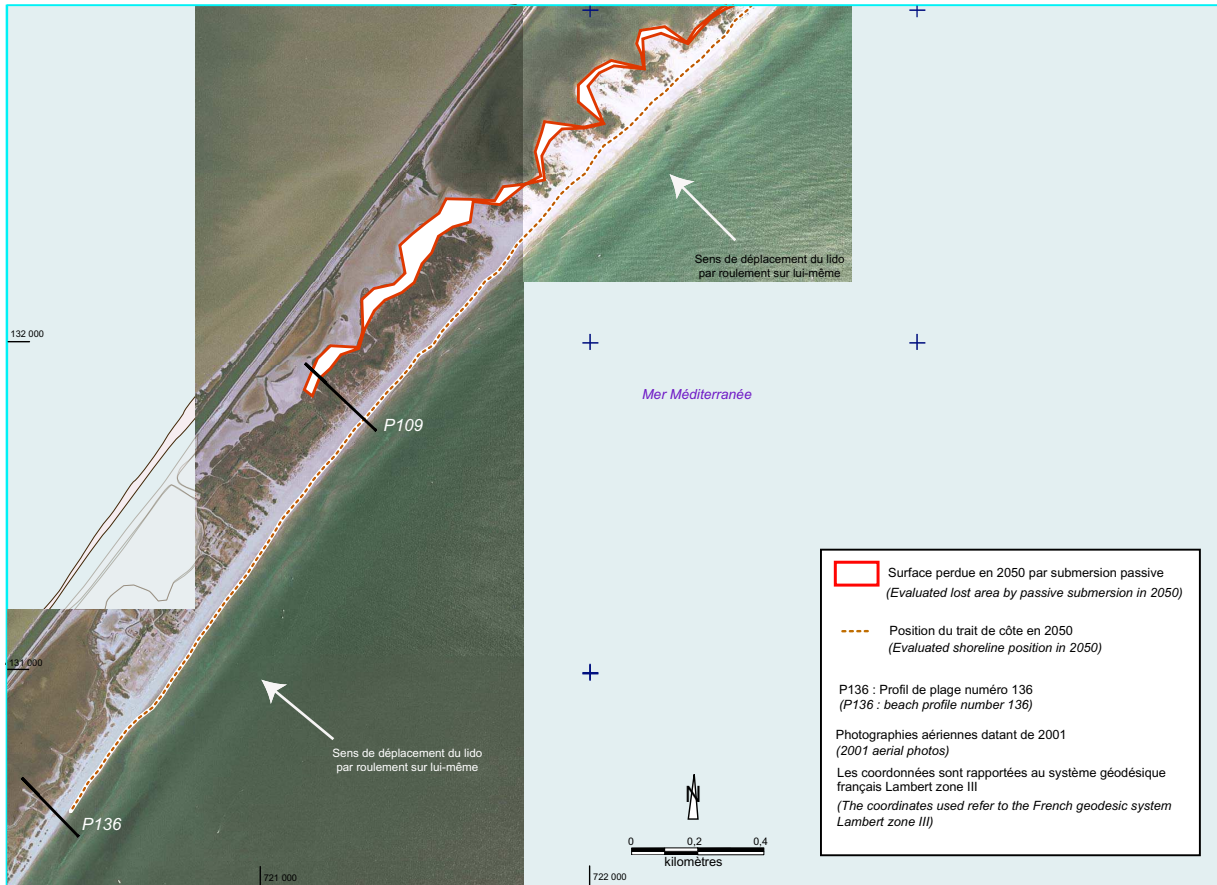 Sens de déplacement du lido
par roulement sur lui-même
132 000
Mer Méditerranée
P109
131 000
Sens de déplacement du lido
par roulement sur lui-même
P136
721 000
722 000
N
0 0,2 0,4
kilomètres
Surface perdue en 2050 par submersion passive
(Evaluated lost area by passive submersion in 2050)
Position du trait de côte en 2050
(Evaluated shoreline position in 2050)
P136 : Profil de plage numéro 136
(P136 : beach profile number 136)
Photographies aériennes datant de 2001
(2001 aerial photos)
Les coordonnées sont rapportées au système géodésique
français Lambert zone III
(The coordinates used refer to the French geodesic system
Lambert zone III)